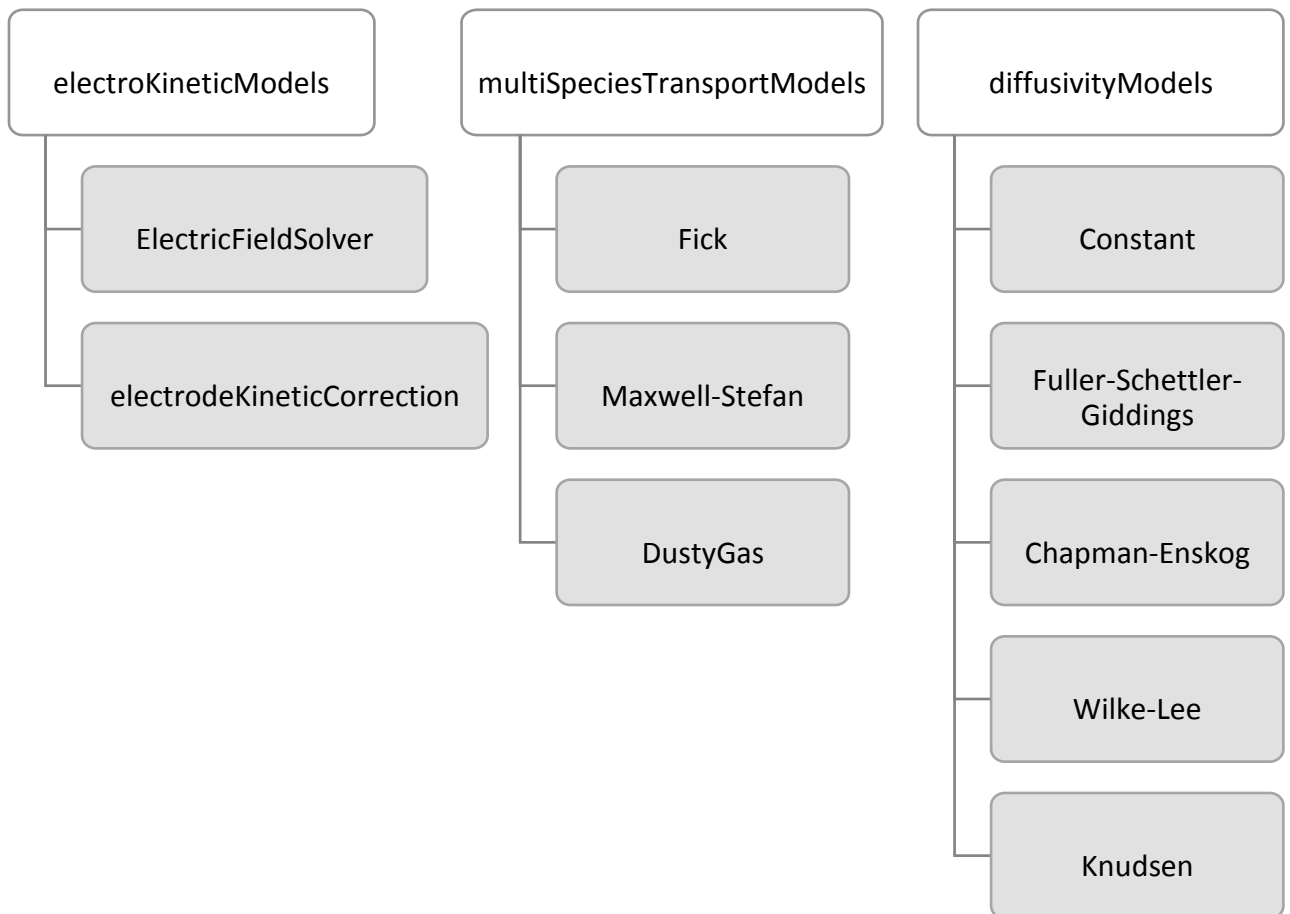 electroKineticModels
ElectricFieldSolver
electrodeKineticCorrection
multiSpeciesTransportModels
Fick
Maxwell-Stefan
DustyGas
diffusivityModels
Constant
Fuller-Schettler-
Giddings
Chapman-Enskog
Wilke-Lee
Knudsen